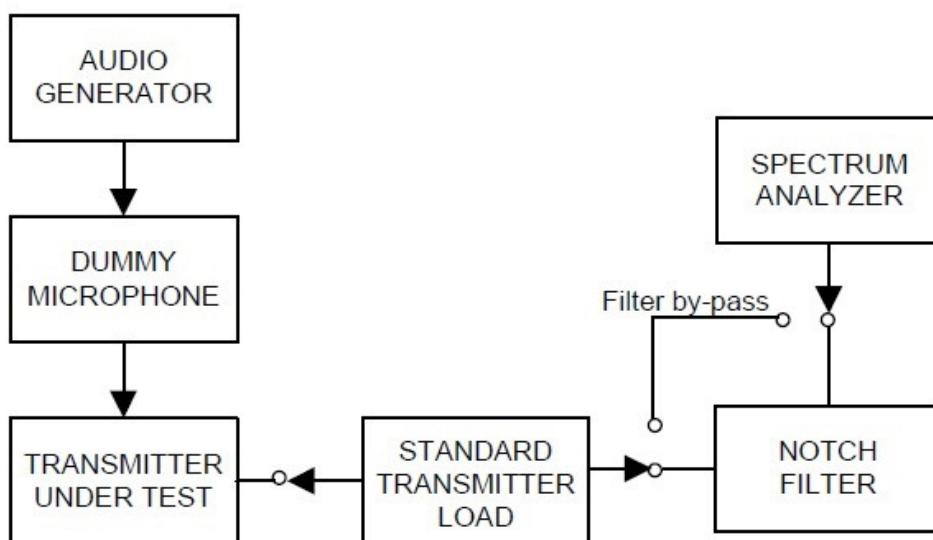 AUDIO
GENERATOR
SPECTRUM
ANALYZER
DUMMY
MICROPHONE
Filter by-pass
TRANSMITTER
UNDER TEST
STANDARD
TRANSMITTER
LOAD
NOTCH
FILTER